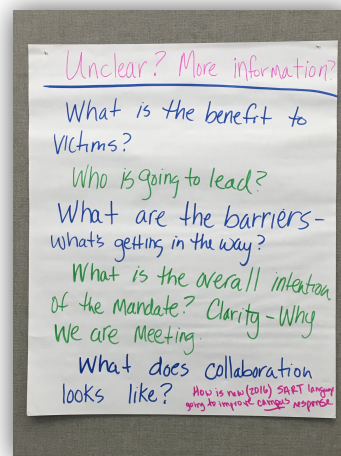 Unclear? More information?
What is the benefit to
victims?
Who is going to lead?
What are the barriers-
what's getting in the way?
What is the overall intention
of the Mandate? Clarity-Why
We are Meeting.
What does collaboration
looks like?
How is new (2016) SART language
going to improve campus response